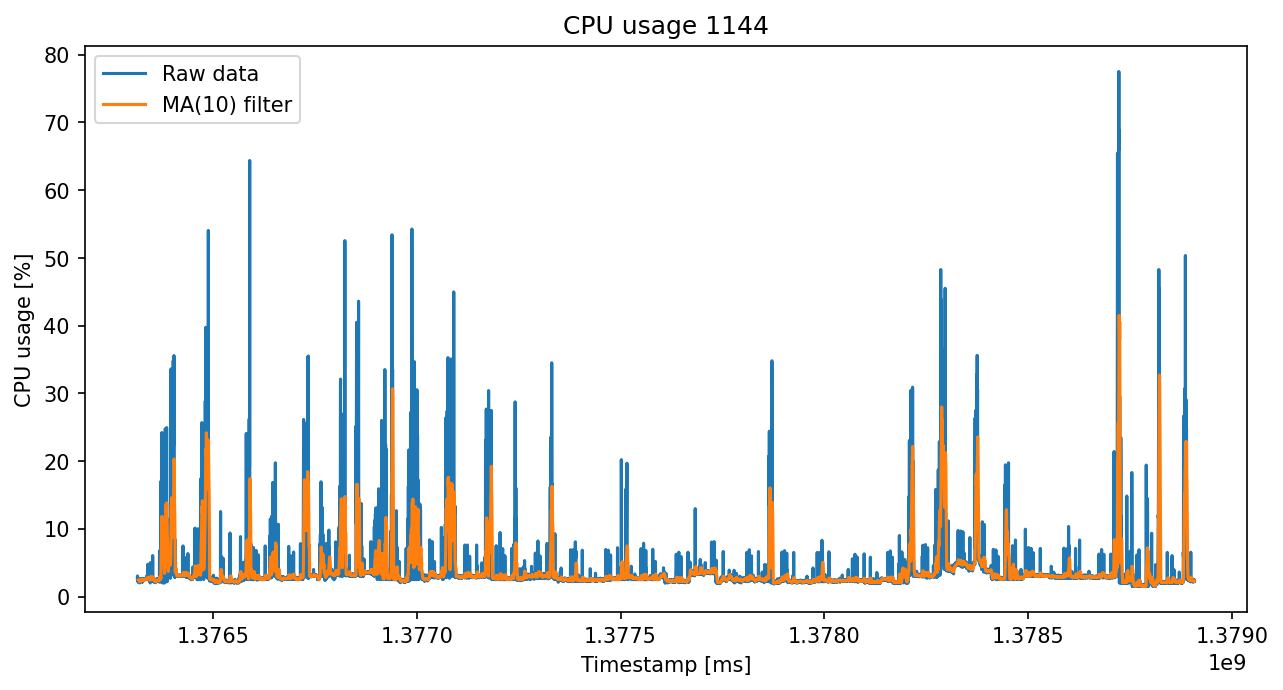 CPU usage 1144
Raw data
MA(10) filter
CPU usage [%]
80
70
60
50
40
30
20
10
0
1.3765 1.3770 1.3775 1.3780 1.3785 1.3790
1e9
Timestamp [ms]